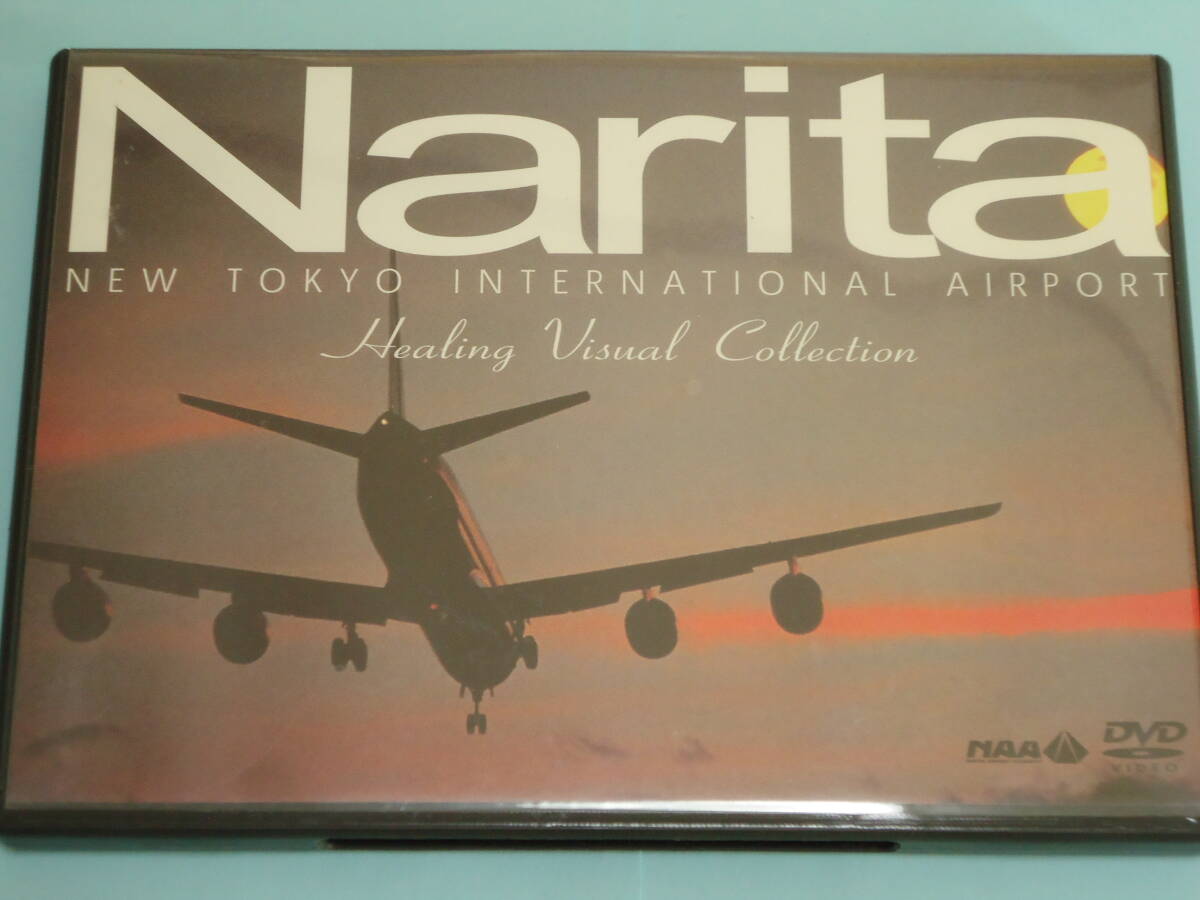 Narita
NEW TOKYO INTERNATIONAL AIRPORT
Healing Visual Collection
NAA
DVD
VIDEO